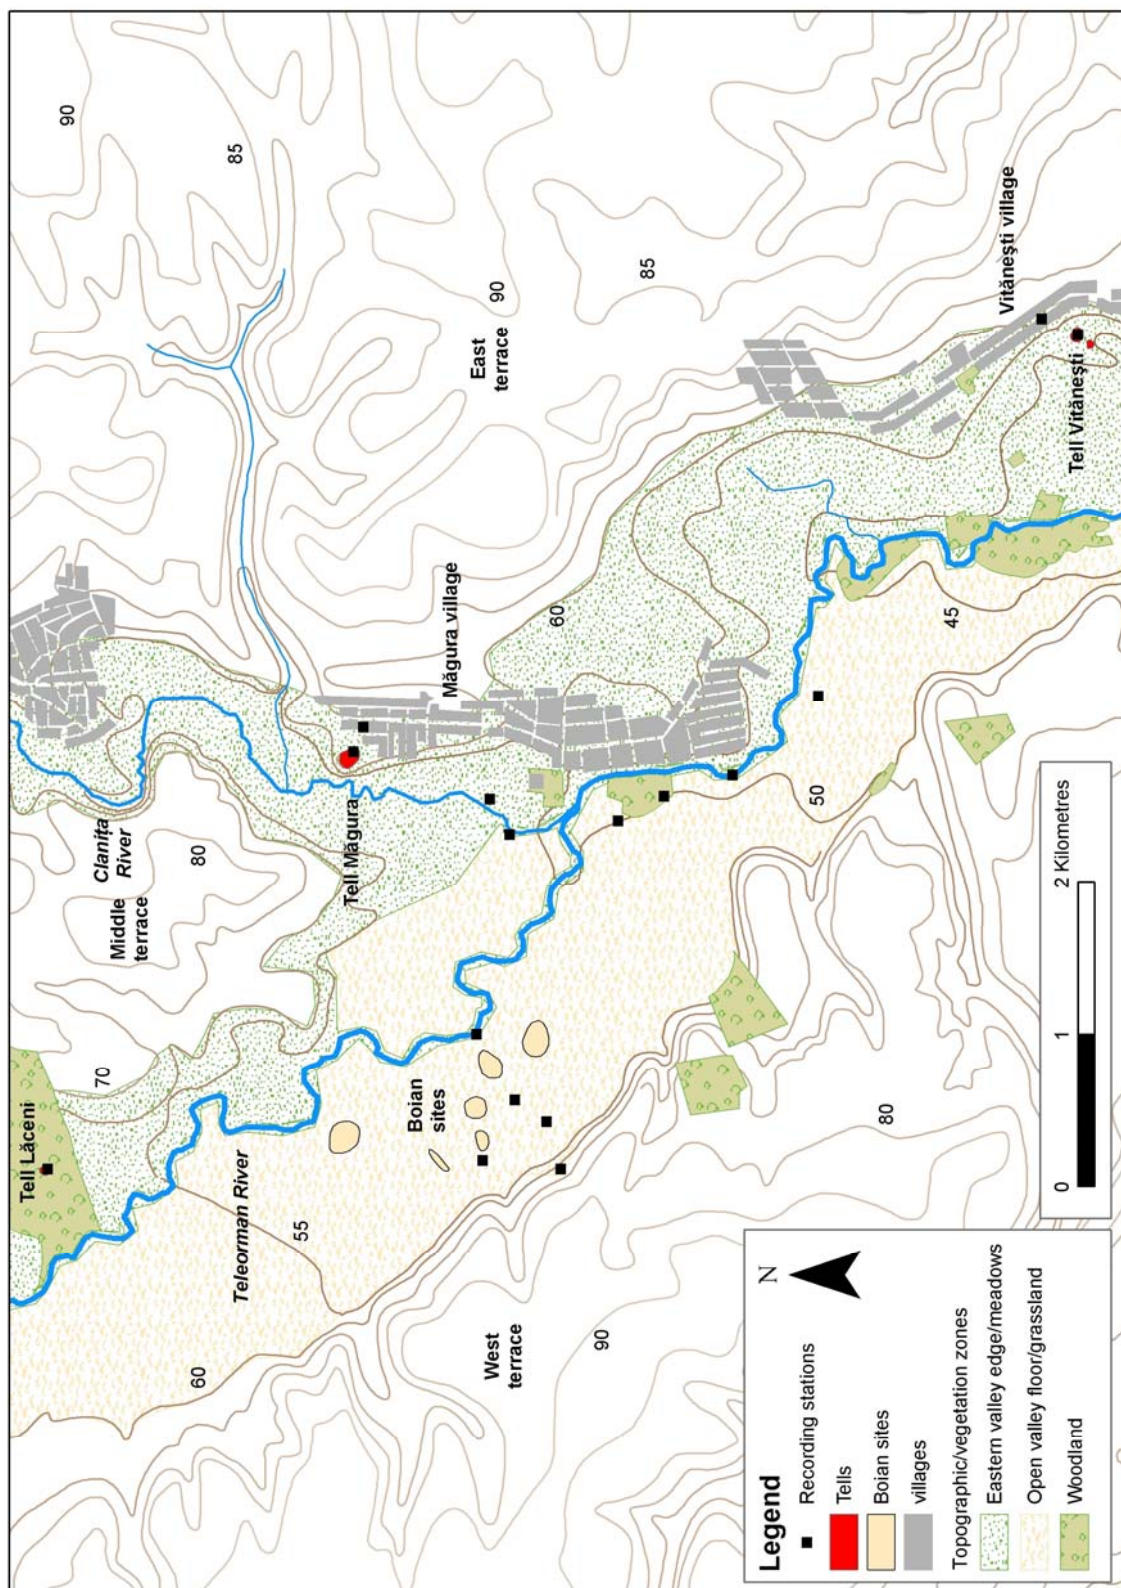 Tell Lăceni
90
70
Clanița
River
Middle
terrace
60
80
85
Teleorman River
55
Tell Măgura
Boian
sites
Măgura village
East
terrace
West
terrace
90
60
90
85
50
80
45
Vităneşti village
Tell Vităneşti
Legend
N
Recording stations
Tells
Boian sites
villages
Topographic/vegetation zones
Eastern valley edge/meadows
Open valley floor/grassland
Woodland
0 1 2 Kilometres